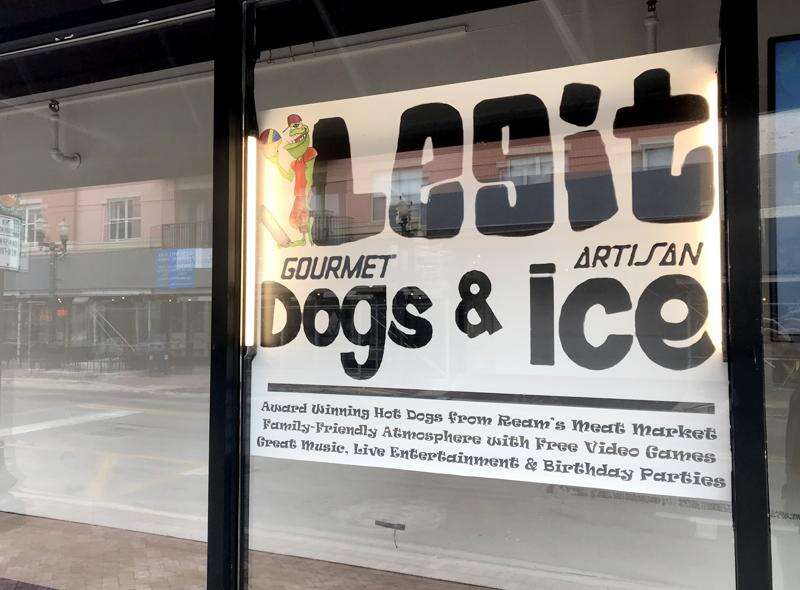 Legit
GOURMET ARTISAN
Dogs & ice
Award Winning Hot Dogs from Ream's Meat Market
Family-Friendly Atmosphere with Free Video Games
Great Music, Live Entertainment & Birthday Parties